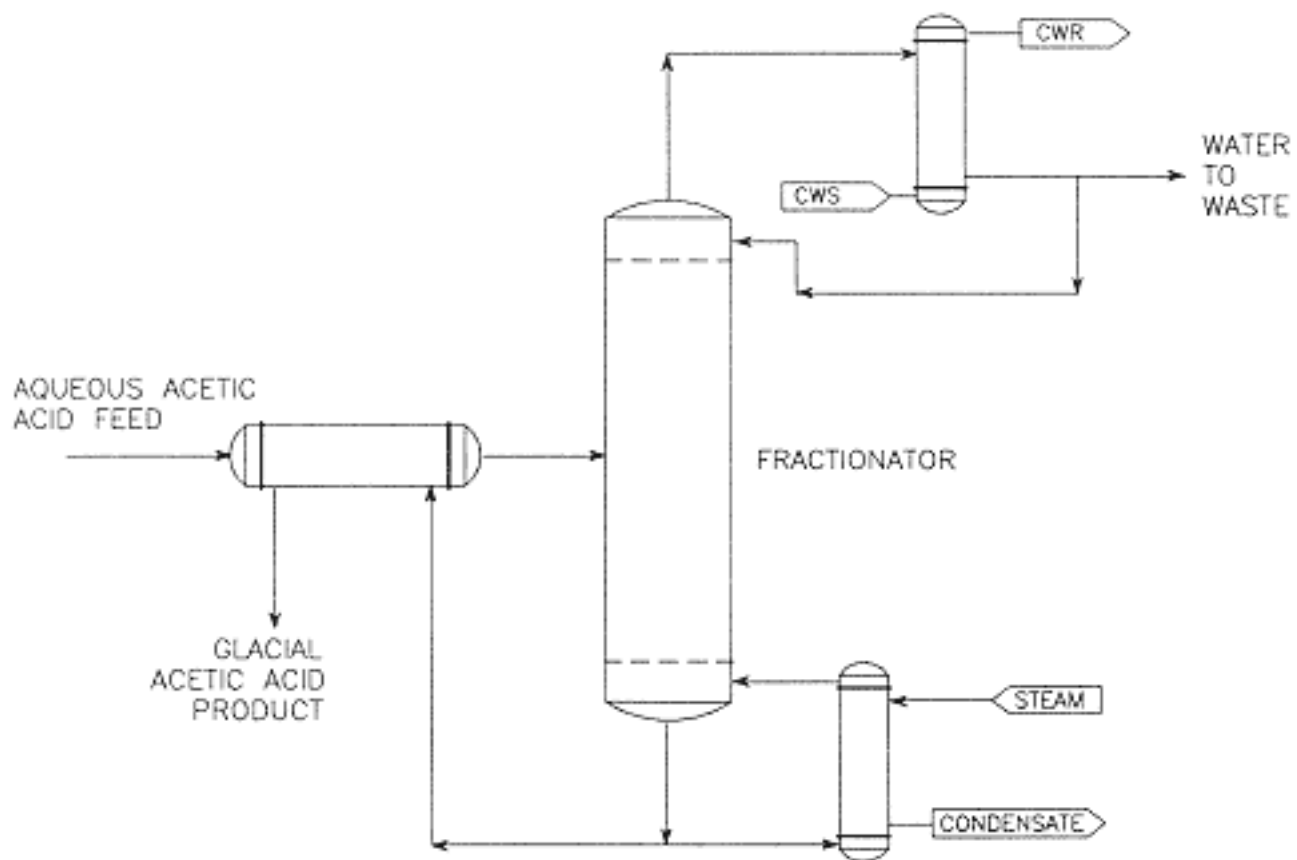 CWR
WATER
TO
WASTE
CWS
AQUEOUS ACETIC
ACID FEED
FRACTIONATOR
GLACIAL
ACETIC ACID
PRODUCT
STEAM
CONDENSATE